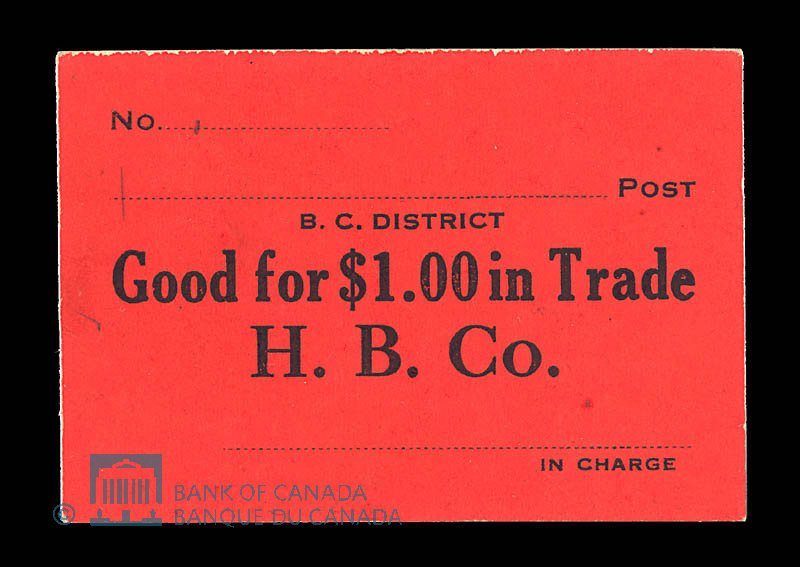 No.
POST
B. C. DISTRICT
Good for $1.00 in Trade
H. B. Co.
IN CHARGE
© BANK OF CANADA
BANQUE DU CANADA